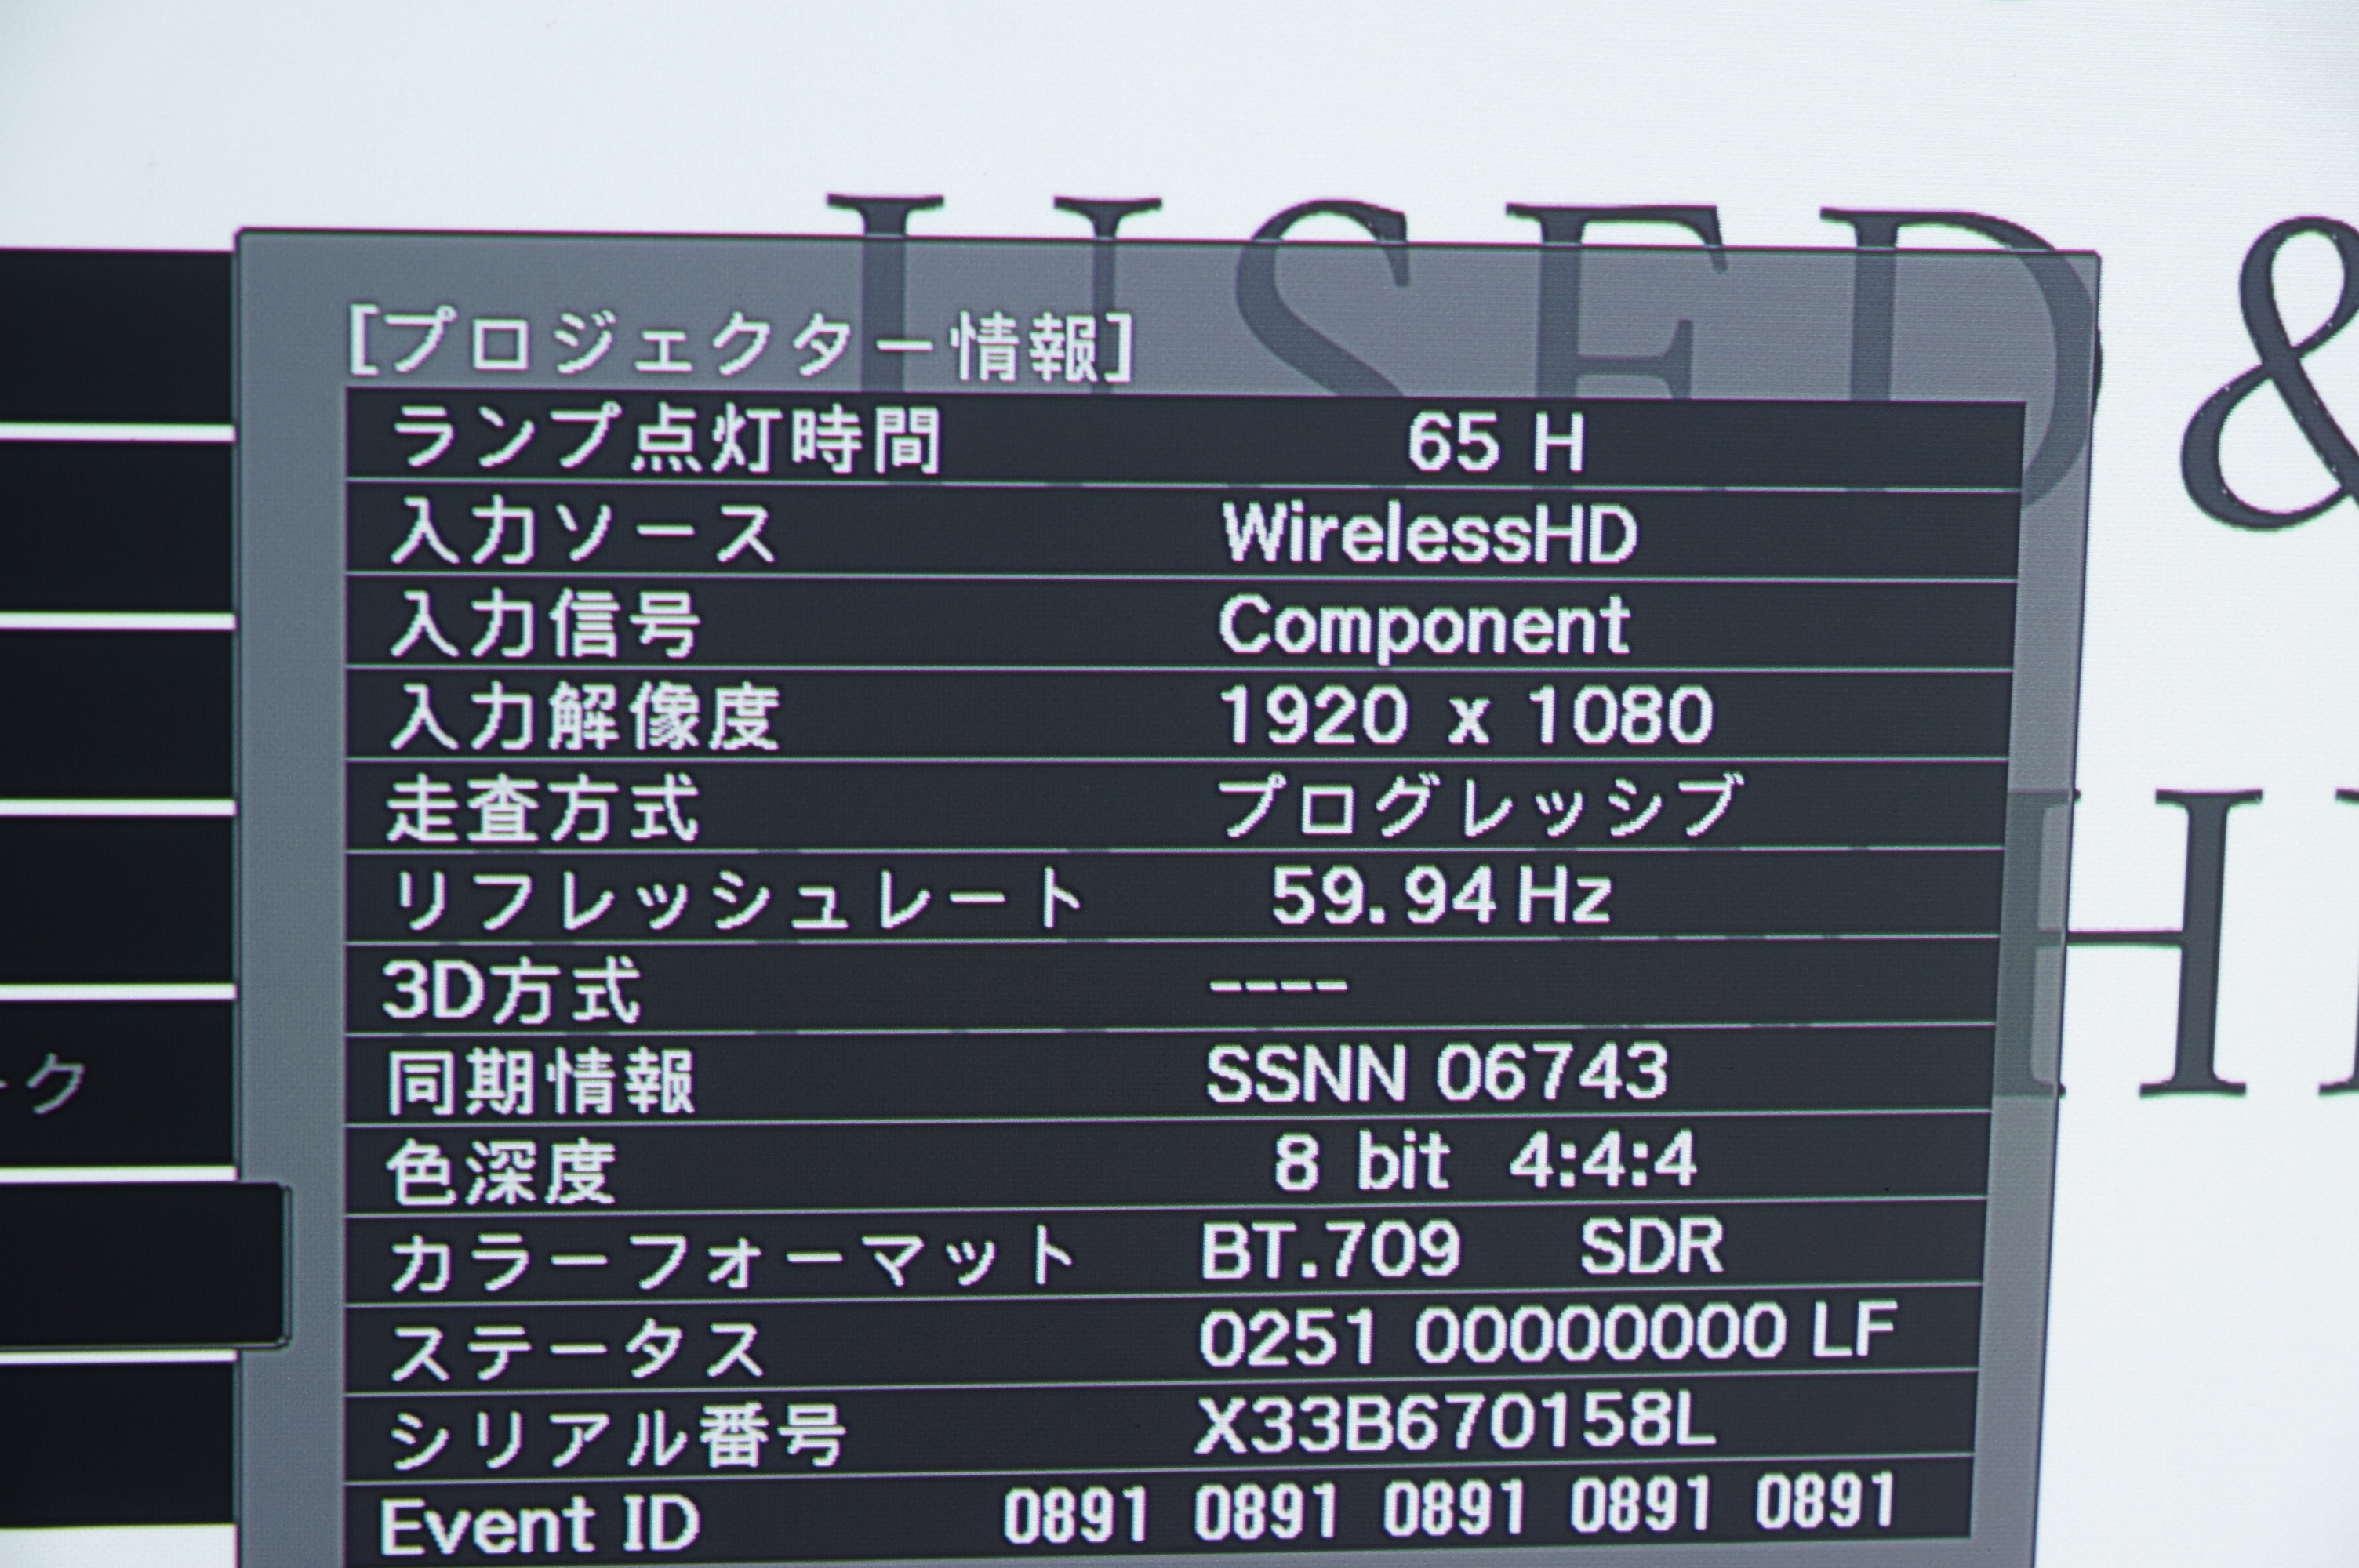 USED &
[プロジェクター情報]
ランプ点灯時間 65 H
入力ソース WirelessHD
入力信号 Component
入力解像度 1920 x 1080
走査方式 プログレッシブ
リフレッシュレート 59.94 Hz
3D方式 ----
同期情報 SSNN 06743
ーク
色深度 8 bit 4:4:4
カラーフォーマット BT.709 SDR
ステータス 0251 00000000 LF
シリアル番号 X33B670158L
Event ID 0891 0891 0891 0891 0891